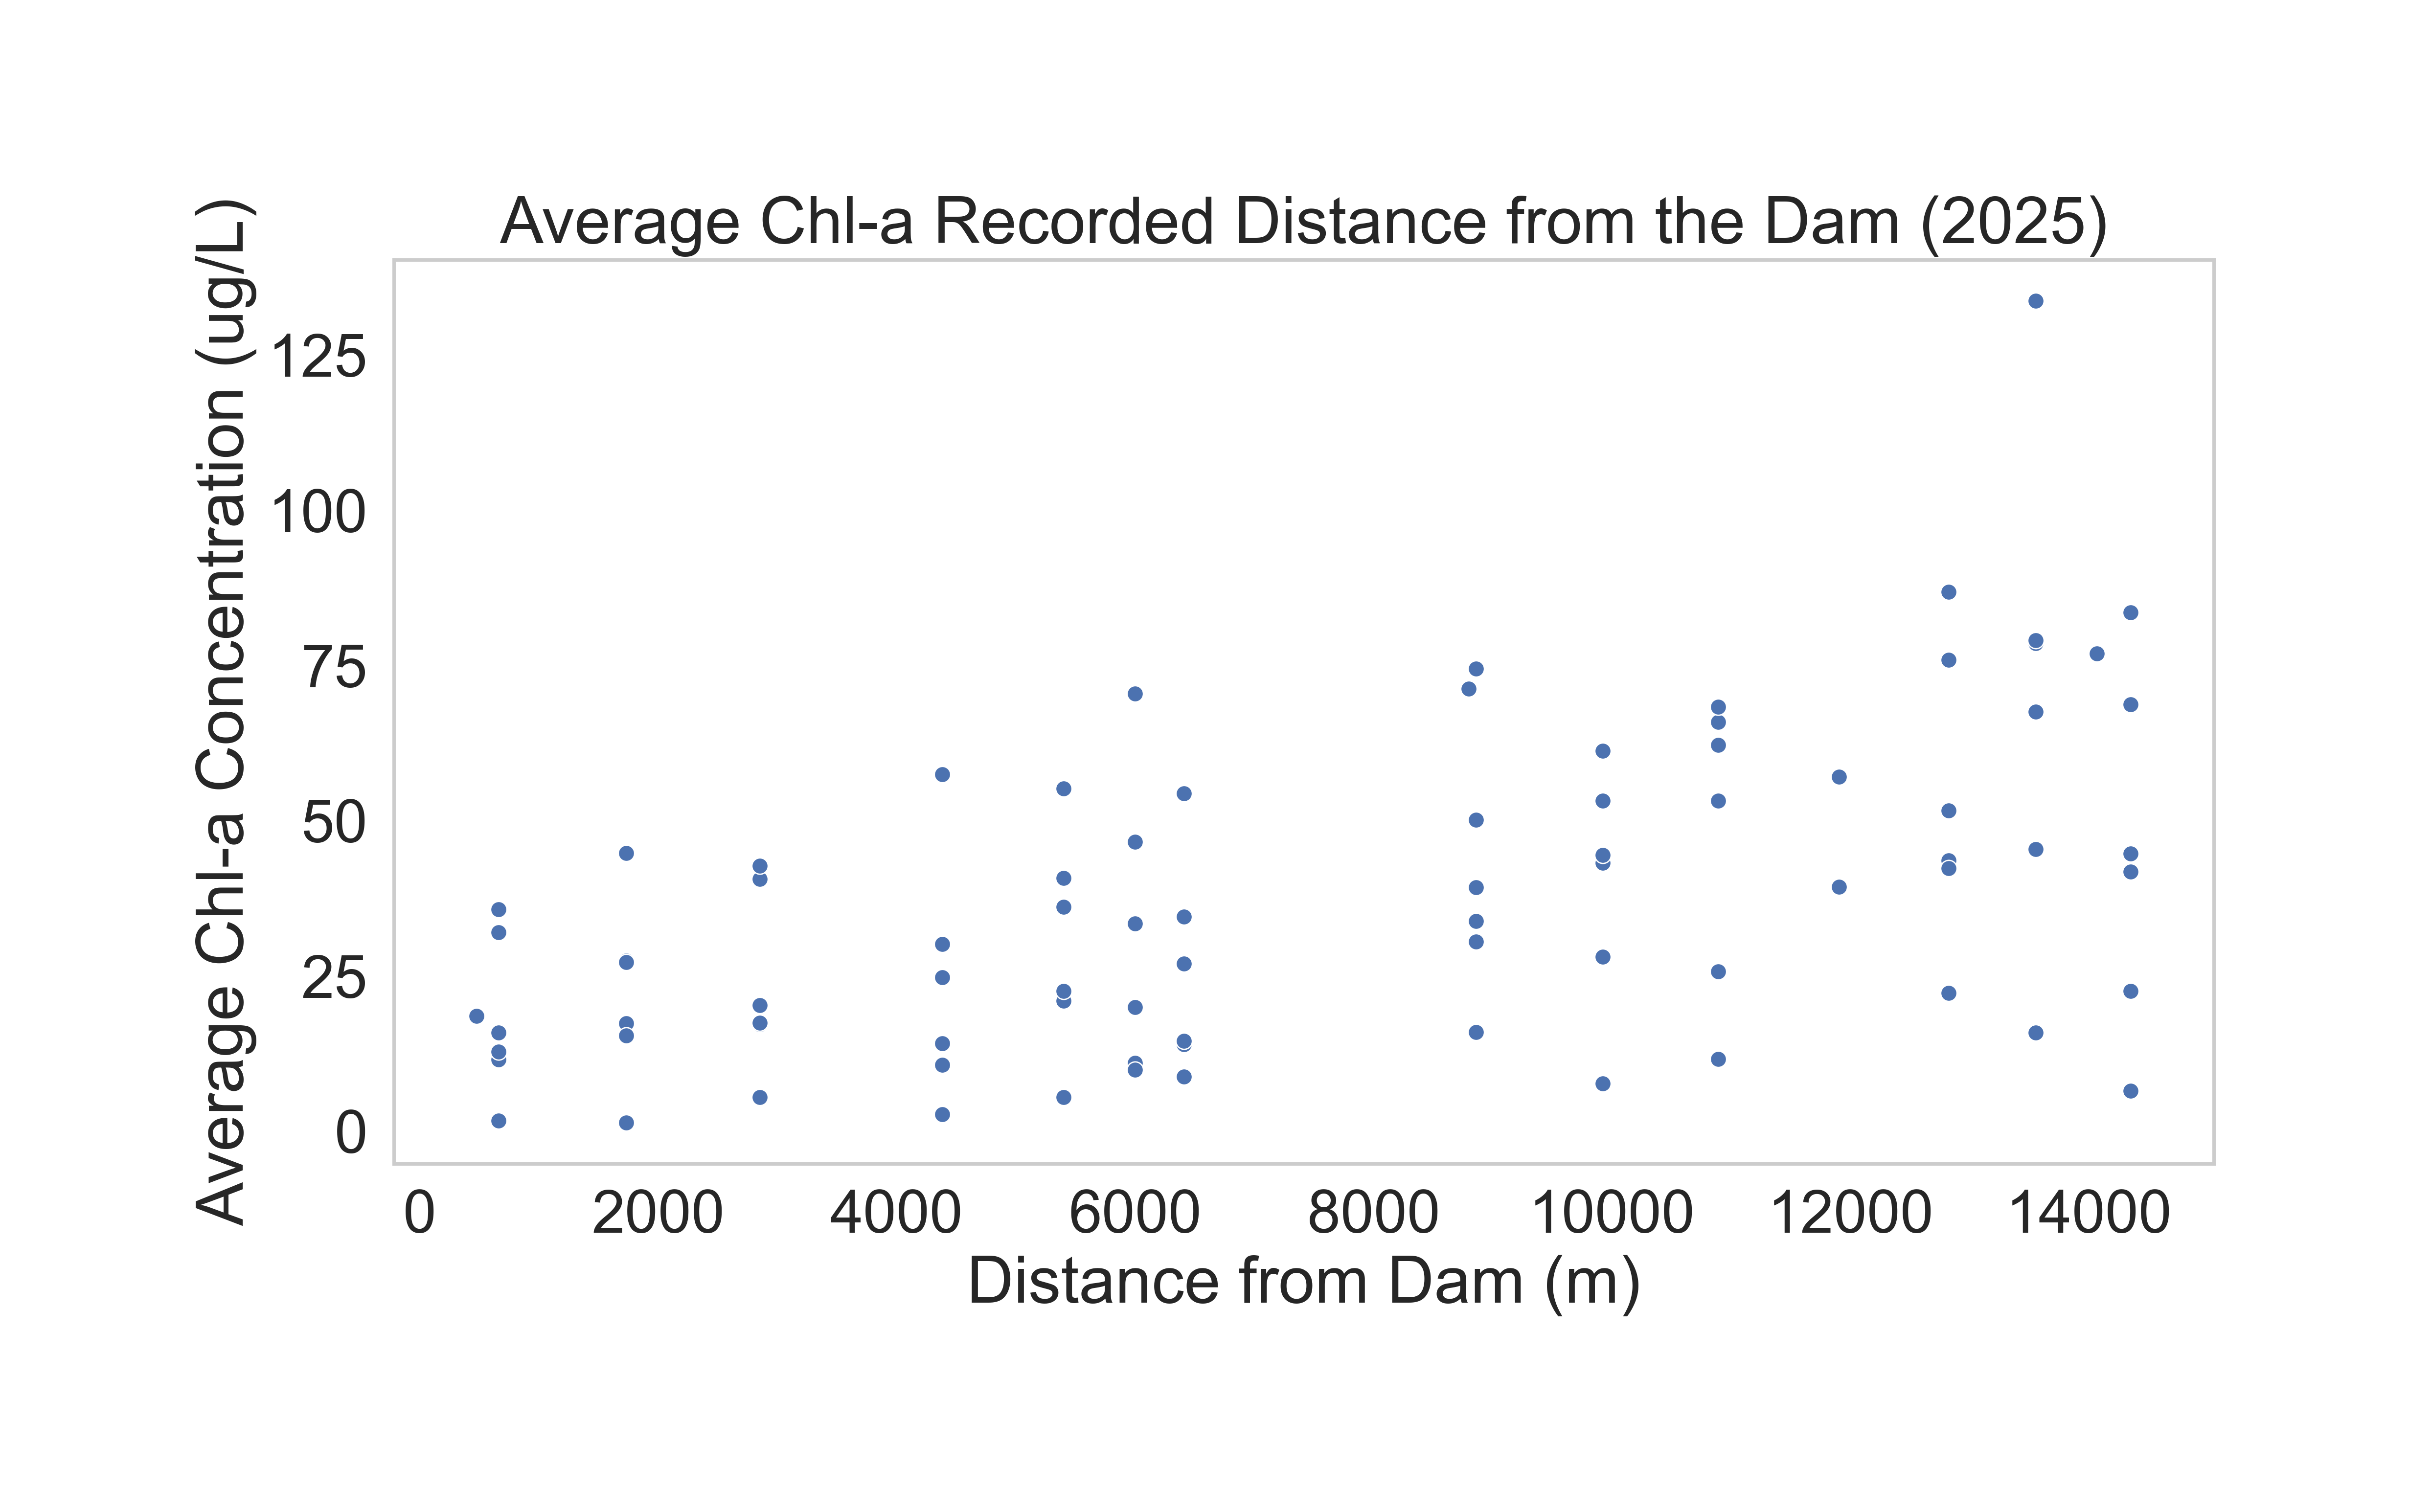 Average Chl-a Recorded Distance from the Dam (2025)
Average Chl-a Concentration (ug/L)
125
100
75
50
25
0
0 2000 4000 6000 8000 10000 12000 14000
Distance from Dam (m)